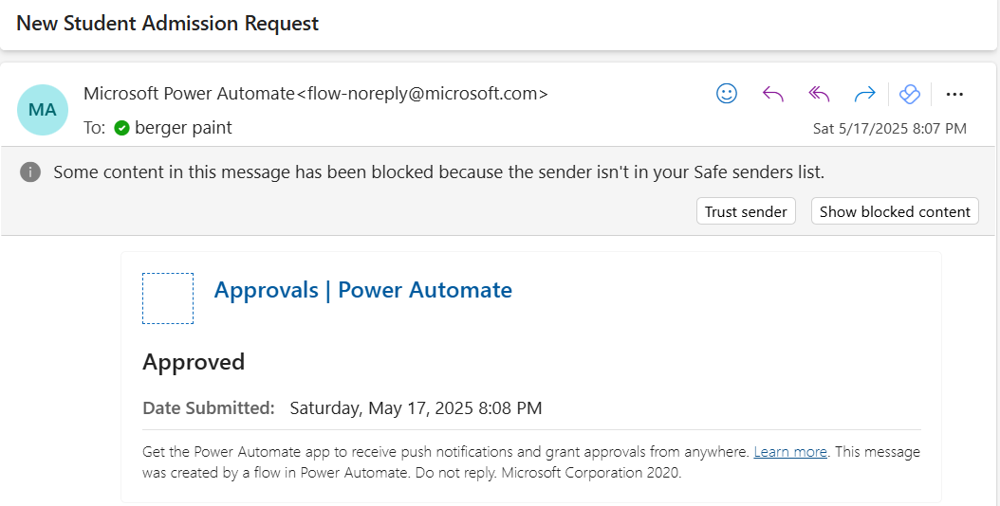 New Student Admission Request
MA
Microsoft Power Automate<flow-noreply@microsoft.com>
To: berger paint
Sat 5/17/2025 8:07 PM
Some content in this message has been blocked because the sender isn't in your Safe senders list.
Trust sender
Show blocked content
Approvals | Power Automate
Approved
Date Submitted: Saturday, May 17, 2025 8:08 PM
Get the Power Automate app to receive push notifications and grant approvals from anywhere. Learn more. This message
was created by a flow in Power Automate. Do not reply. Microsoft Corporation 2020.